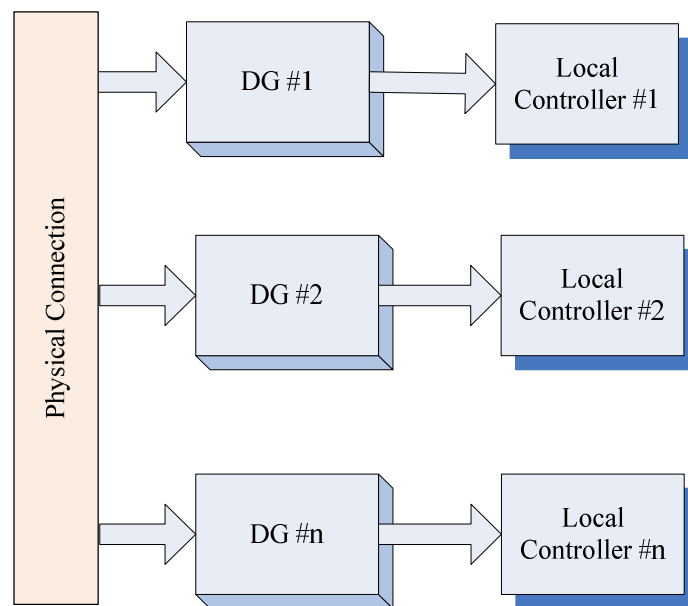 Physical Connection
DG #1
Local
Controller #1
DG #2
Local
Controller #2
DG #n
Local
Controller #n